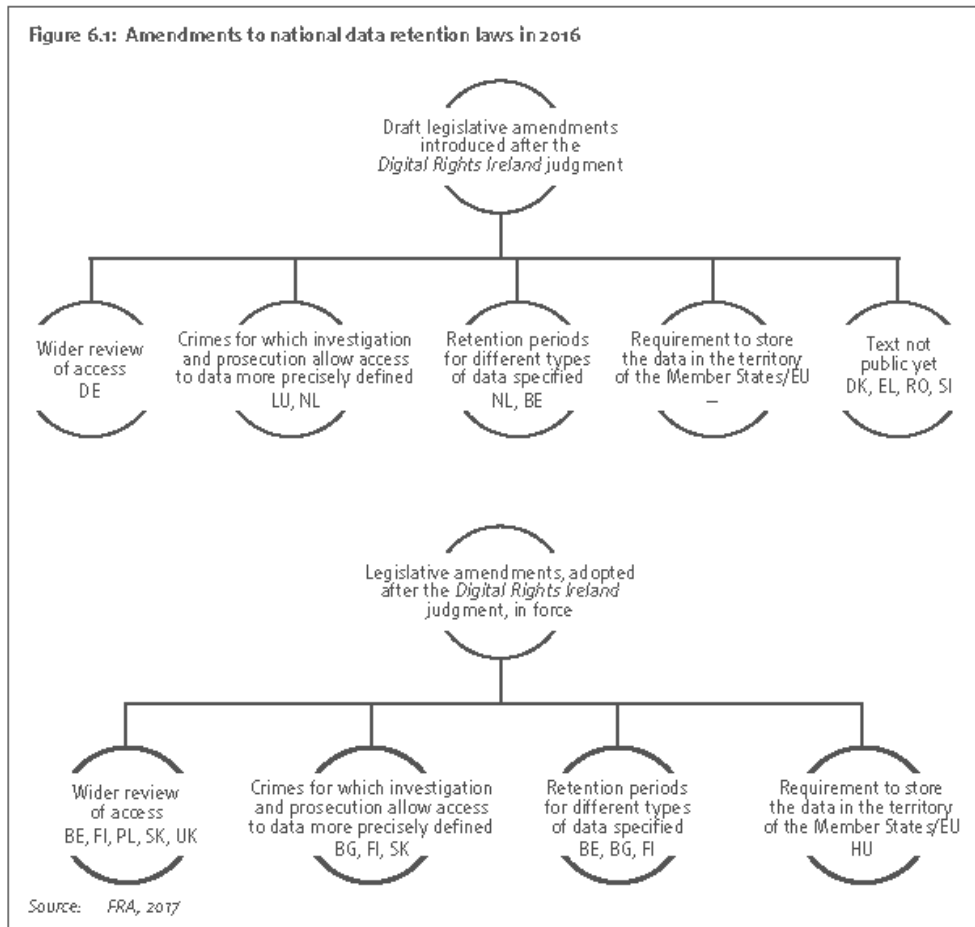 Figure 6.1: Amendments to national data retention laws in 2016
Draft legislative amendments
introduced after the
Digital Rights Ireland judgment
Wider review
of access
DE
Crimes for which investigation
and prosecution allow access
to data more precisely defined
LU, NL
Retention periods
for different types
of data specified
NL, BE
Requirement to store
the data in the territory
of the Member States/EU
–
Text not
public yet
DK, EL, RO, SI
Legislative amendments, adopted
after the Digital Rights Ireland
judgment, in force
Wider review
of access
BE, FI, PL, SK, UK
Crimes for which investigation
and prosecution allow access
to data more precisely defined
BG, FI, SK
Retention periods
for different types
of data specified
BE, BG, FI
Requirement to store
the data in the territory
of the Member States/EU
HU
Source: FRA, 2017